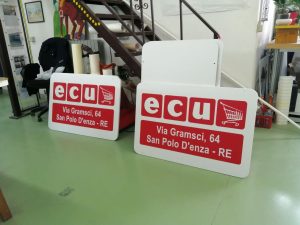 ecu
Via Gramsci, 64
San Polo D'enza - RE
ecu
Via Gramsci, 64
San Polo D'enza - RE